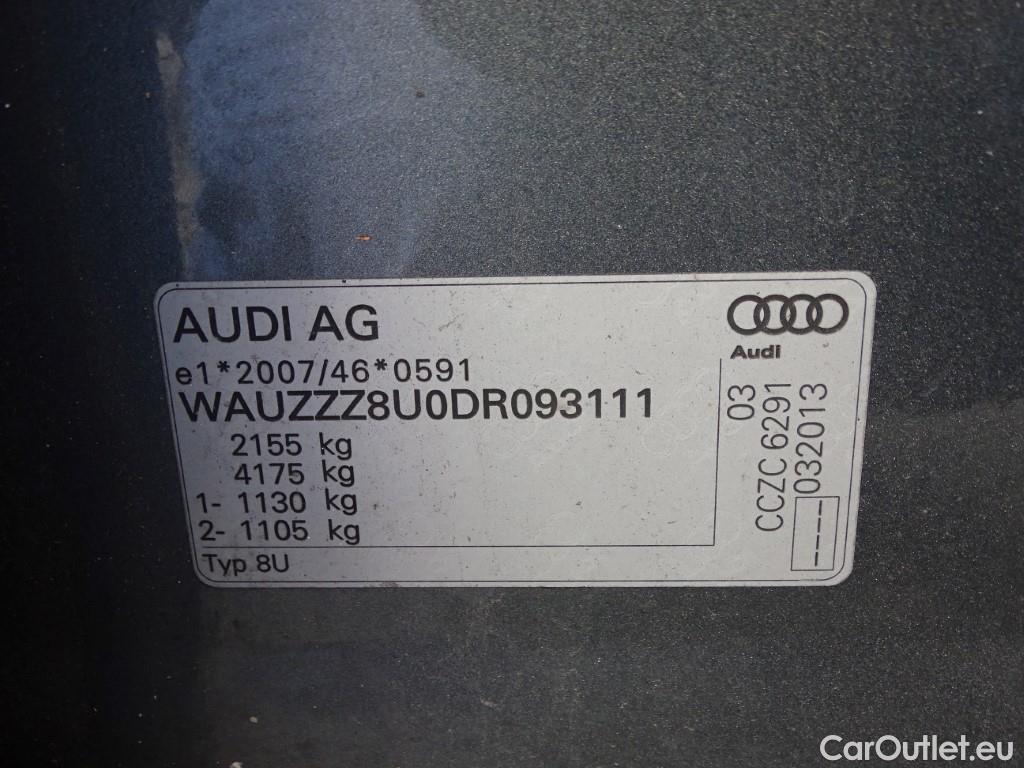 AUDI AG
e1*2007/46*0591
WAUZZZ8U0DR093111
2155 kg
4175 kg
1- 1130 kg
2- 1105 kg
Typ 8U
Audi
03
CCZC 6291
-----032013
CarOutlet.eu